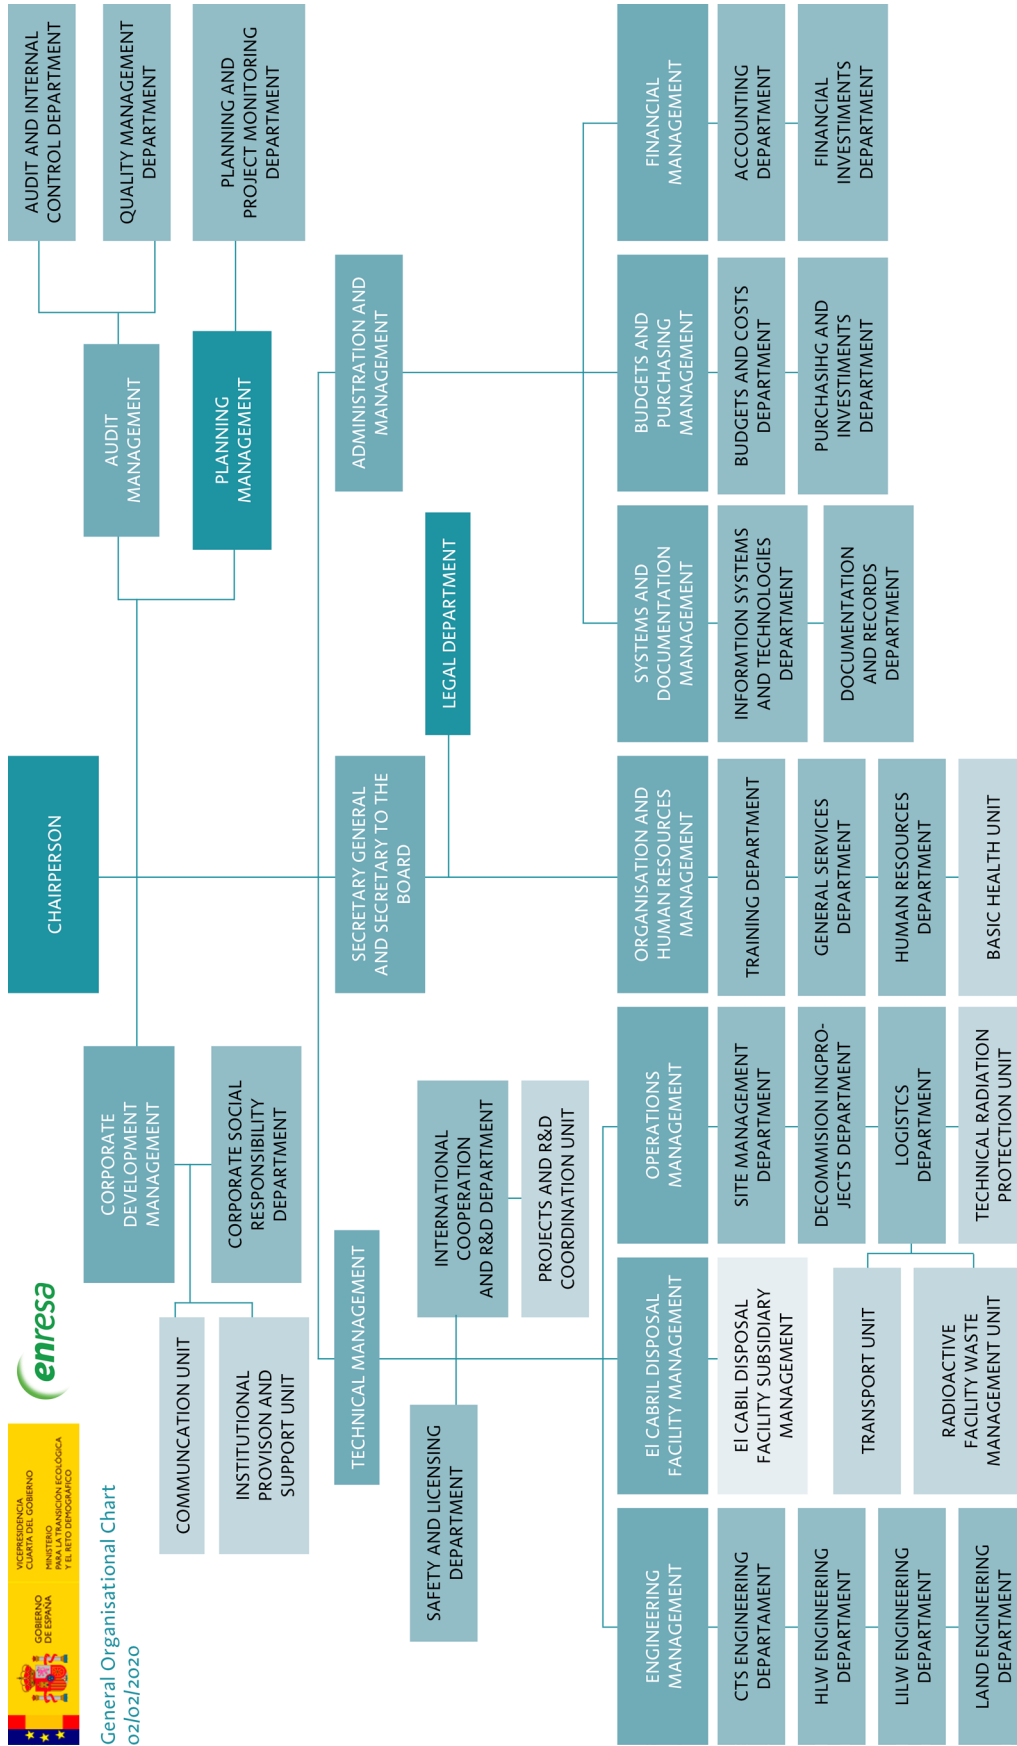 GOBIERNO
DE ESPAÑA
VICEPRESIDENCIA
CUARTA DEL GOBIERNO
MINISTERIO
PARA LA TRANSICIÓN ECOLÓGICA
Y EL RETO DEMOGRÁFICO
enresa
General Organisational Chart
02/02/2020
CHAIRPERSON
CORPORATE
DEVELOPMENT
MANAGEMENT
CORPORATE SOCIAL
RESPONSIBILITY
DEPARTMENT
COMMUNCATION UNIT
INSTITUTIONAL
PROVISON AND
SUPPORT UNIT
AUDIT
MANAGEMENT
AUDIT AND INTERNAL
CONTROL DEPARTMENT
QUALITY MANAGEMENT
DEPARTMENT
PLANNING
MANAGEMENT
PLANNING AND
PROJECT MONITORING
DEPARTMENT
TECHNICAL MANAGEMENT
SECRETARY GENERAL
AND SECRETARY TO THE
BOARD
ADMINISTRATION AND
MANAGEMENT
SAFETY AND LICENSING
DEPARTMENT
INTERNATIONAL
COOPERATION
AND R&D DEPARTMENT
PROJECTS AND R&D
COORDINATION UNIT
LEGAL DEPARTMENT
ENGINEERING
MANAGEMENT
CTS ENGINEERING
DEPARTAMENT
HLW ENGINEERING
DEPARTMENT
LILW ENGINEERING
DEPARTMENT
LAND ENGINEERING
DEPARTMENT
El CABRIL DISPOSAL
FACILITY MANAGEMENT
El CABRIL DISPOSAL
FACILITY SUBSIDIARY
MANAGEMENT
TRANSPORT UNIT
RADIOACTIVE
FACILITY WASTE
MANAGEMENT UNIT
OPERATIONS
MANAGEMENT
SITE MANAGEMENT
DEPARTMENT
DECOMMISIONINGPRO-
JECTS DEPARTMENT
LOGISTCS
DEPARTMENT
TECHNICAL RADIATION
PROTECTION UNIT
ORGANISATION AND
HUMAN RESOURCES
MANAGEMENT
TRAINING DEPARTMENT
GENERAL SERVICES
DEPARTMENT
HUMAN RESOURCES
DEPARTMENT
BASIC HEALTH UNIT
SYSTEMS AND
DOCUMENTATION
MANAGEMENT
INFORMTION SYSTEMS
AND TECHNOLOGIES
DEPARTMENT
DOCUMENTATION
AND RECORDS
DEPARTMENT
BUDGETS AND
PURCHASING
MANAGEMENT
BUDGETS AND COSTS
DEPARTMENT
PURCHASIHG AND
INVESTIMENTS
DEPARTMENT
FINANCIAL
MANAGEMENT
ACCOUNTING
DEPARTMENT
FINANCIAL
INVESTIMENTS
DEPARTMENT